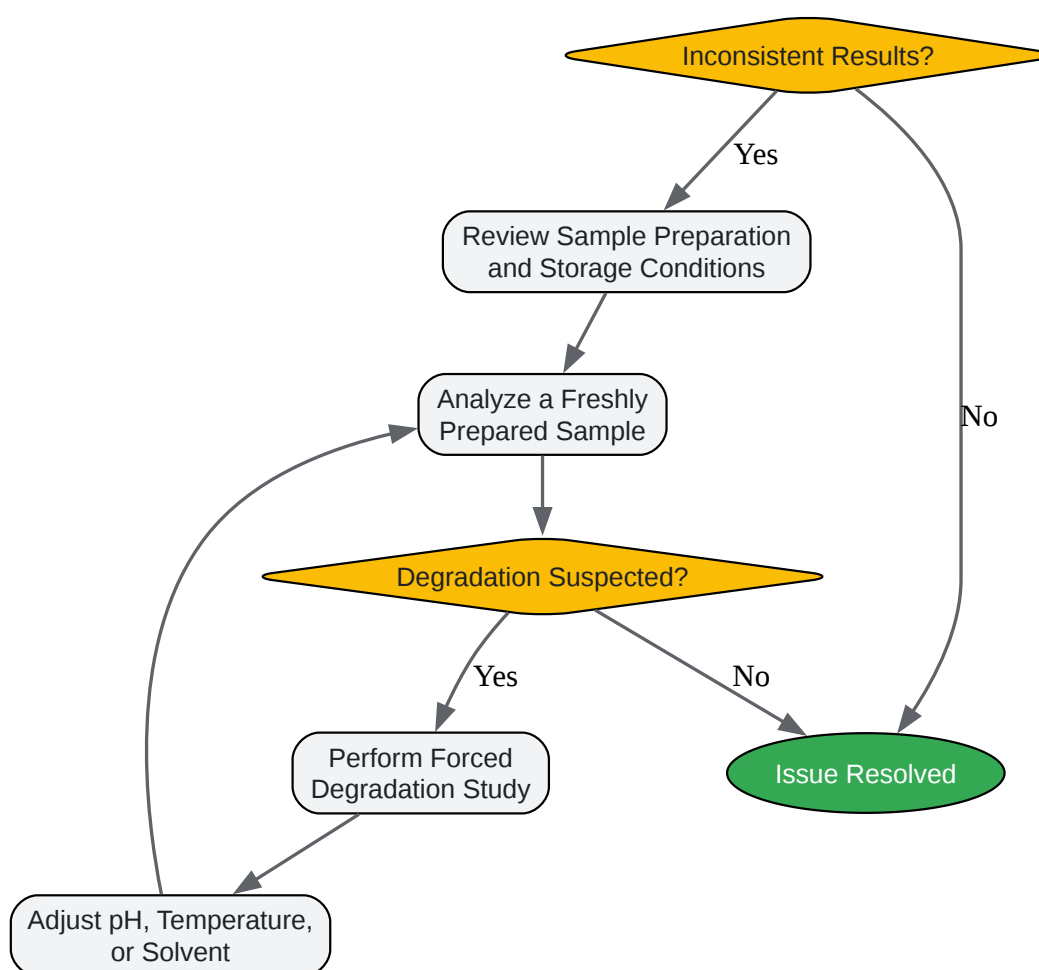 Inconsistent Results?
Yes
Review Sample Preparation
and Storage Conditions
Analyze a Freshly
Prepared Sample
No
Degradation Suspected?
Yes
No
Perform Forced
Degradation Study
Issue Resolved
Adjust pH, Temperature,
or Solvent